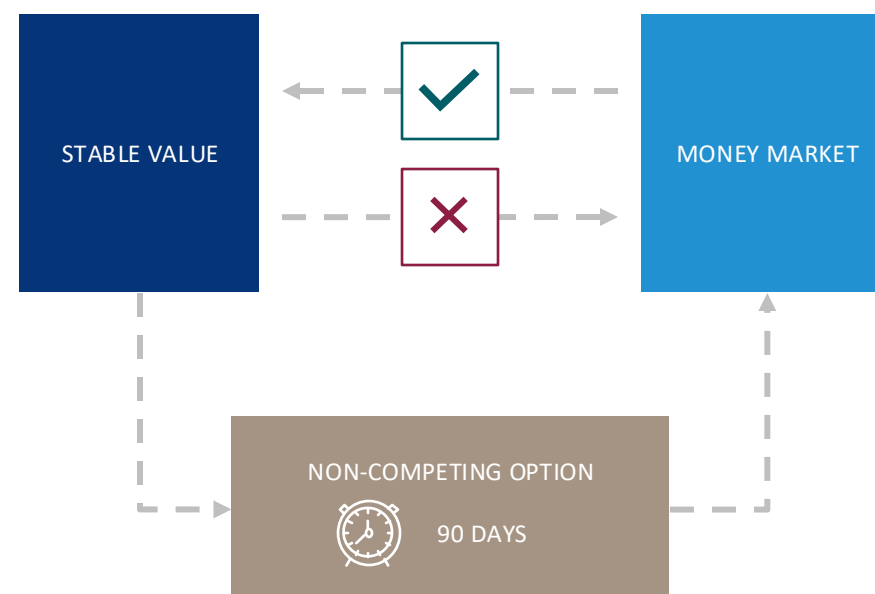 STABLE VALUE
MONEY MARKET
NON-COMPETING OPTION
90 DAYS